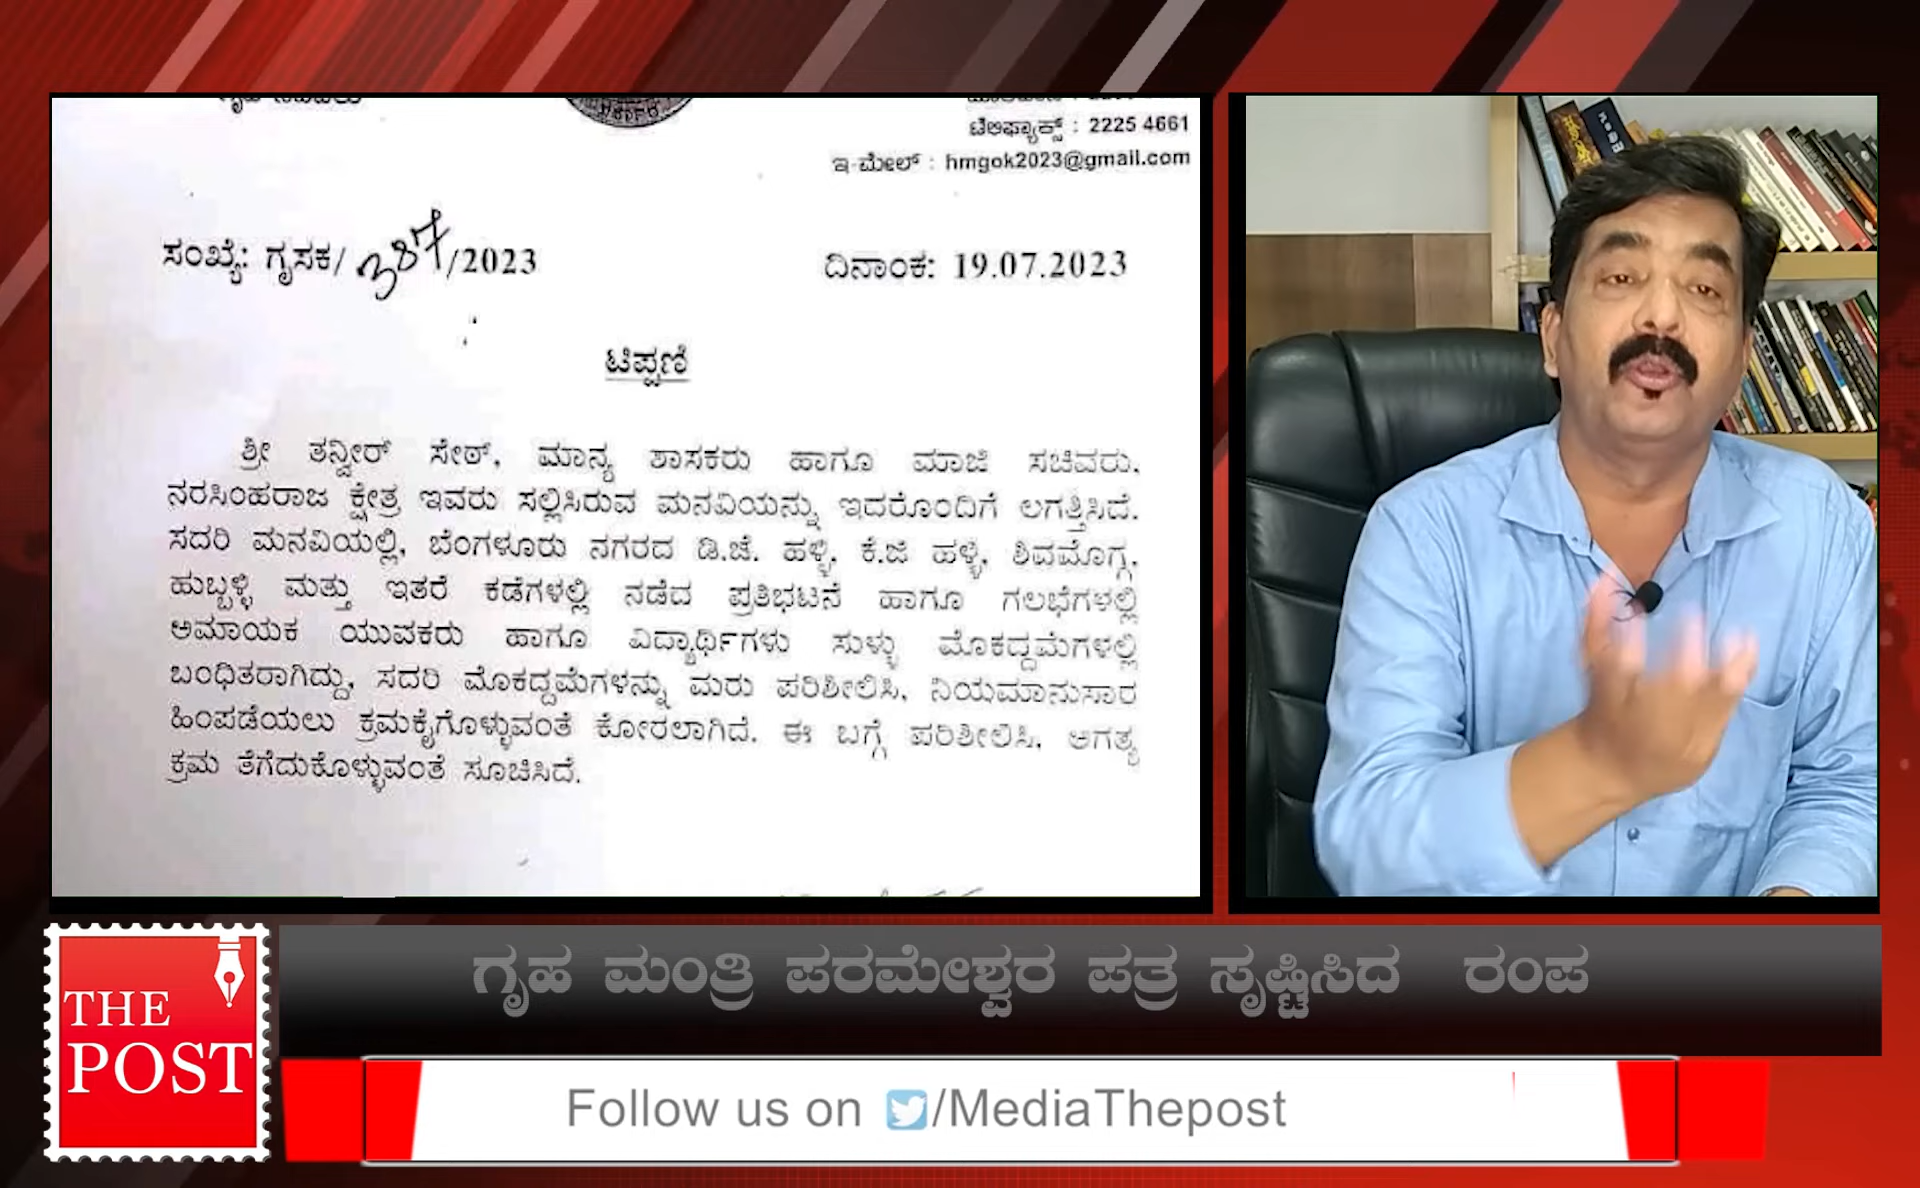 ಟೆಲಿಫ್ಯಾಕ್ಸ್ : 2225 4661
ಇ-ಮೇಲ್ : hmgok2023@gmail.com
ಸಂಖ್ಯೆ: ಗೃಸಕ/387/2023 ದಿನಾಂಕ: 19.07.2023
ಟಿಪ್ಪಣಿ
ಶ್ರೀ ತನ್ವೀರ್ ಸೇಠ್, ಮಾನ್ಯ ಶಾಸಕರು ಹಾಗೂ ಮಾಜಿ ಸಚಿವರು,
ನರಸಿಂಹರಾಜ ಕ್ಷೇತ್ರ ಇವರು ಸಲ್ಲಿಸಿರುವ ಮನವಿಯನ್ನು ಇದರೊಂದಿಗೆ ಲಗತ್ತಿಸಿದೆ.
ಸದರಿ ಮನವಿಯಲ್ಲಿ, ಬೆಂಗಳೂರು ನಗರದ ಡಿ.ಜೆ. ಹಳ್ಳಿ, ಕೆ.ಜಿ ಹಳ್ಳಿ, ಶಿವಮೊಗ್ಗ,
ಹುಬ್ಬಳ್ಳಿ ಮತ್ತು ಇತರೆ ಕಡೆಗಳಲ್ಲಿ ನಡೆದ ಪ್ರತಿಭಟನೆ ಹಾಗೂ ಗಲಭೆಗಳಲ್ಲಿ
ಅಮಾಯಕ ಯುವಕರು ಹಾಗೂ ವಿದ್ಯಾರ್ಥಿಗಳು ಸುಳ್ಳು ಮೊಕದ್ದಮೆಗಳಲ್ಲಿ
ಬಂಧಿತರಾಗಿದ್ದು, ಸದರಿ ಮೊಕದ್ದಮೆಗಳನ್ನು ಮರು ಪರಿಶೀಲಿಸಿ, ನಿಯಮಾನುಸಾರ
ಹಿಂಪಡೆಯಲು ಕ್ರಮಕೈಗೊಳ್ಳುವಂತೆ ಕೋರಲಾಗಿದೆ. ಈ ಬಗ್ಗೆ ಪರಿಶೀಲಿಸಿ, ಅಗತ್ಯ
ಕ್ರಮ ತೆಗೆದುಕೊಳ್ಳುವಂತೆ ಸೂಚಿಸಿದೆ.
ಗೃಹ ಮಂತ್ರಿ ಪರಮೇಶ್ವರ ಪತ್ರ ಸೃಷ್ಟಿಸಿದ ರಂಪ
THE
POST
Follow us on /MediaThepost